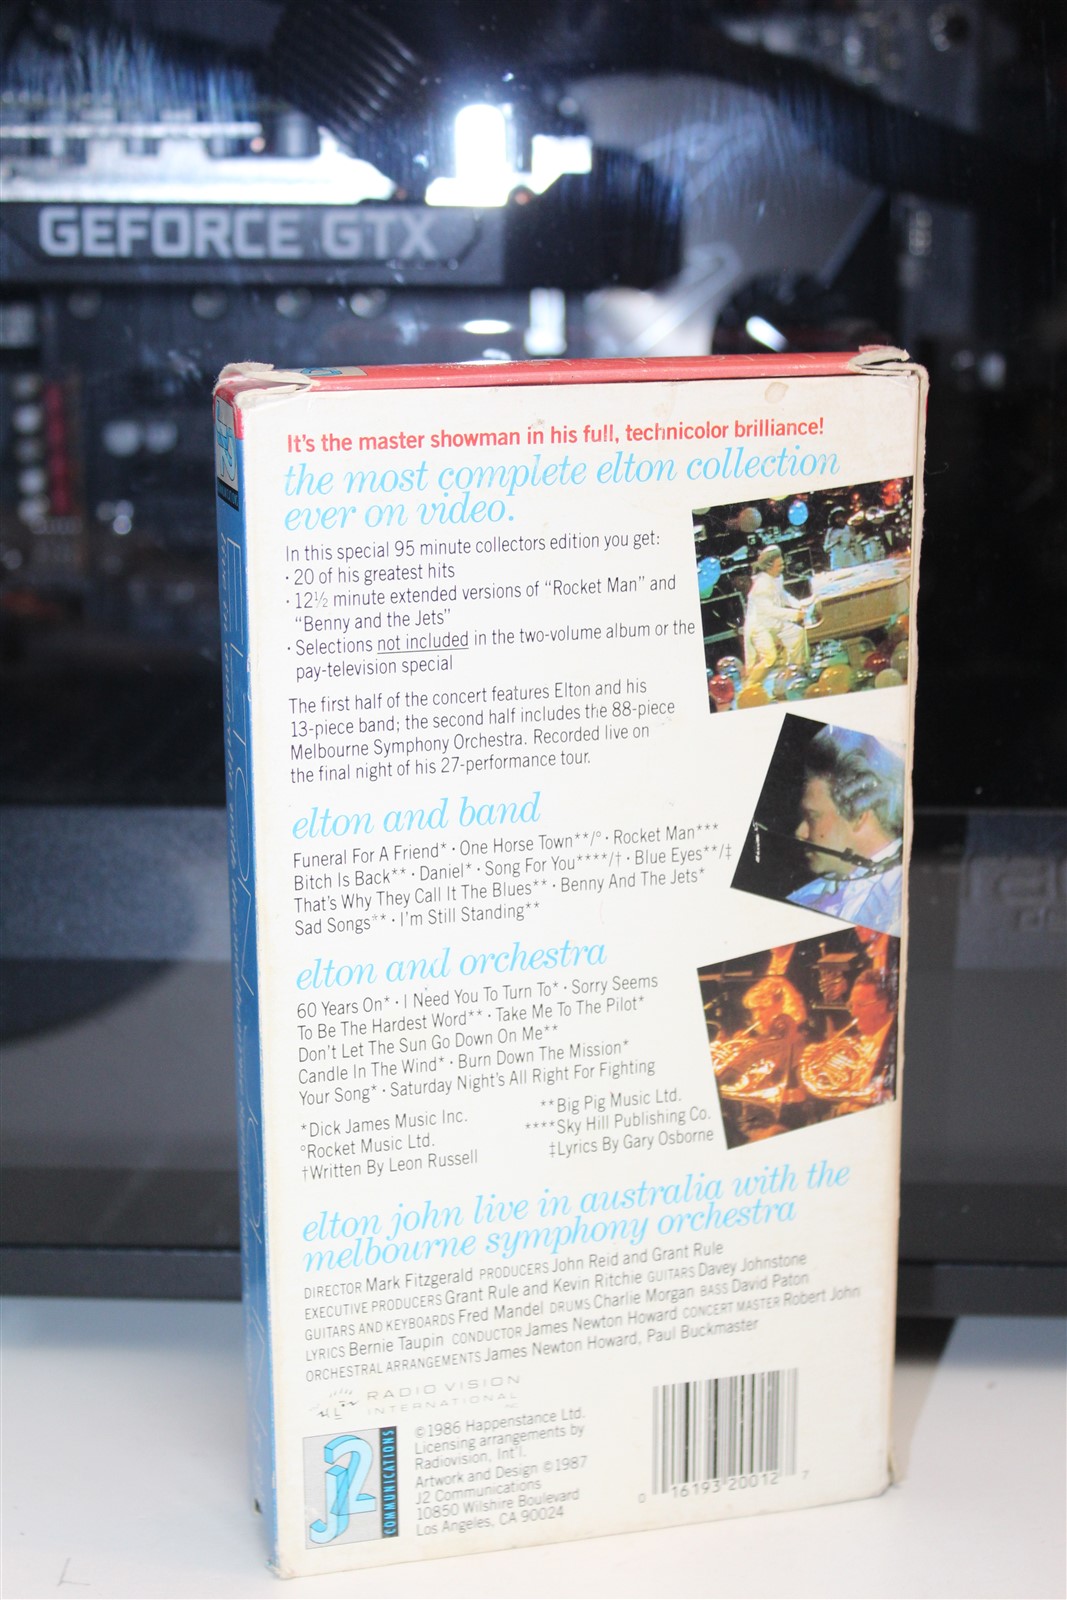 GEFORCE GTX
It's the master showman in his full, technicolor brilliance!
the most complete elton collection
ever on video.
In this special 95 minute collectors edition you get:
· 20 of his greatest hits
· 12½ minute extended versions of "Rocket Man" and
"Benny and the Jets"
· Selections not included in the two-volume album or the
pay-television special
The first half of the concert features Elton and his
13-piece band; the second half includes the 88-piece
Melbourne Symphony Orchestra. Recorded live on
the final night of his 27-performance tour.
elton and band
Funeral For A Friend* · One Horse Town**/° · Rocket Man***
Bitch Is Back** · Daniel* · Song For You****/† · Blue Eyes**/‡
That's Why They Call It The Blues** · Benny And The Jets*
Sad Songs** · I'm Still Standing**
elton and orchestra
60 Years On* · I Need You To Turn To* · Sorry Seems
To Be The Hardest Word** · Take Me To The Pilot*
Don't Let The Sun Go Down On Me**
Candle In The Wind* · Burn Down The Mission*
Your Song* · Saturday Night's All Right For Fighting
*Dick James Music Inc.
°Rocket Music Ltd.
†Written By Leon Russell
**Big Pig Music Ltd.
****Sky Hill Publishing Co.
‡Lyrics By Gary Osborne
elton john live in australia with the
melbourne symphony orchestra
DIRECTOR Mark Fitzgerald PRODUCERS John Reid and Grant Rule
EXECUTIVE PRODUCERS Grant Rule and Kevin Ritchie GUITARS Davey Johnstone
GUITARS AND KEYBOARDS Fred Mandel DRUMS Charlie Morgan BASS David Paton
LYRICS Bernie Taupin CONDUCTOR James Newton Howard CONCERT MASTER Robert John
ORCHESTRAL ARRANGEMENTS James Newton Howard, Paul Buckmaster
RADIO VISION
INTERNATIONAL
J2
COMMUNICATIONS
©1986 Happenstance Ltd.
Licensing arrangements by
Radiovision, Int'l.
Artwork and Design ©1987
J2 Communications
10850 Wilshire Boulevard
Los Angeles, CA 90024
0 16193 20012 7